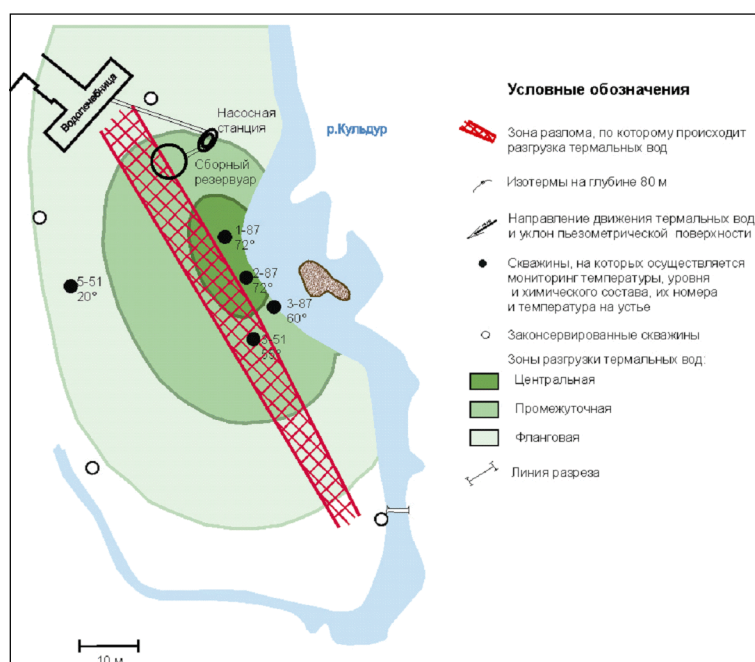 Водолечебница
Насосная
станция
Сборный
резервуар
р.Кульдур
1-87
72°
2-87
72°
3-87
60°
5-51
20°
10 м
Условные обозначения
Зона разлома, по которому происходит
разгрузка термальных вод
Изотермы на глубине 80 м
Направление движения термальных вод
и уклон пьезометрической поверхности
Скважины, на которых осуществляется
мониторинг температуры, уровня
и химического состава, их номера
и температура на устье
Законсервированные скважины
Зоны разгрузки термальных вод:
Центральная
Промежуточная
Фланговая
Линия разреза